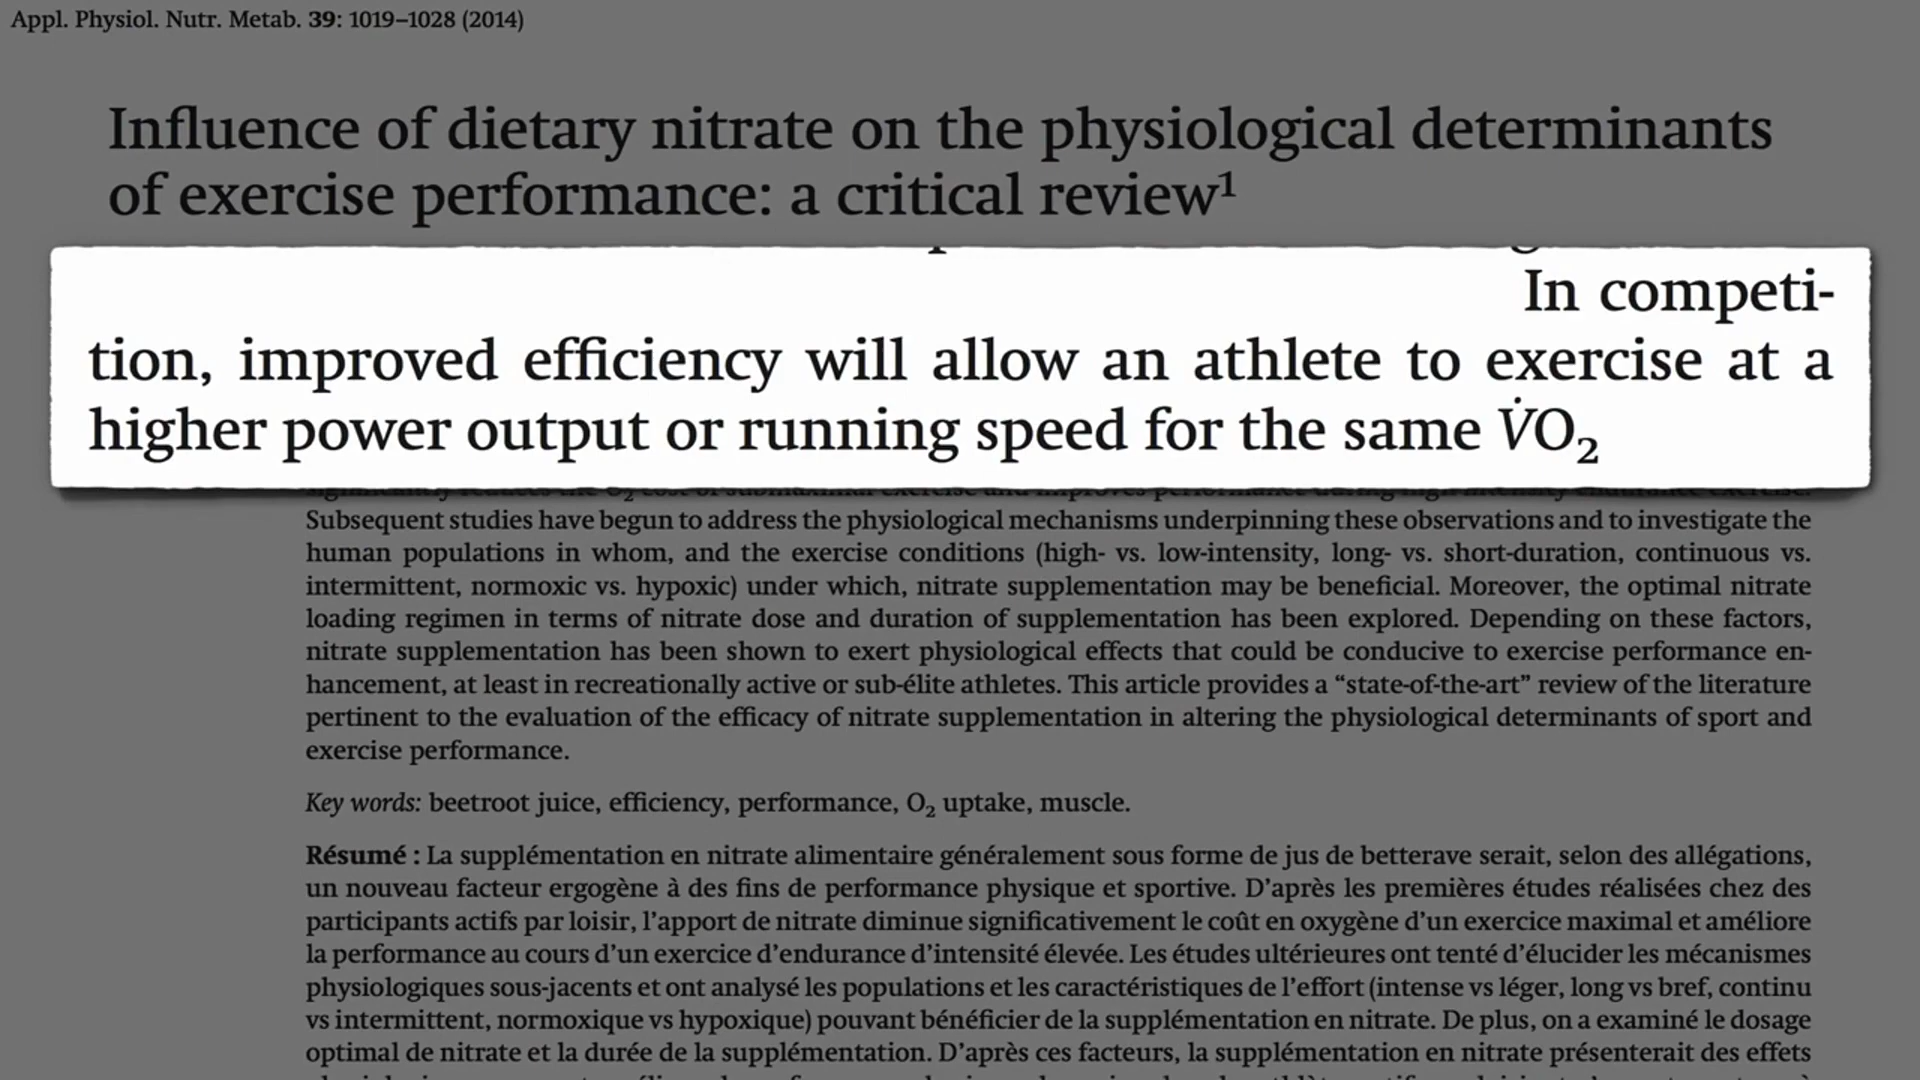 Appl. Physiol. Nutr. Metab. 39: 1019–1028 (2014)
Influence of dietary nitrate on the physiological determinants
of exercise performance: a critical review¹
In competi-
tion, improved efficiency will allow an athlete to exercise at a
higher power output or running speed for the same V̇O₂
significantly reduces the O₂ cost of submaximal exercise and improves performance during high-intensity endurance exercise.
Subsequent studies have begun to address the physiological mechanisms underpinning these observations and to investigate the
human populations in whom, and the exercise conditions (high- vs. low-intensity, long- vs. short-duration, continuous vs.
intermittent, normoxic vs. hypoxic) under which, nitrate supplementation may be beneficial. Moreover, the optimal nitrate
loading regimen in terms of nitrate dose and duration of supplementation has been explored. Depending on these factors,
nitrate supplementation has been shown to exert physiological effects that could be conducive to exercise performance en-
hancement, at least in recreationally active or sub-élite athletes. This article provides a “state-of-the-art” review of the literature
pertinent to the evaluation of the efficacy of nitrate supplementation in altering the physiological determinants of sport and
exercise performance.
Key words: beetroot juice, efficiency, performance, O₂ uptake, muscle.
Résumé : La supplémentation en nitrate alimentaire généralement sous forme de jus de betterave serait, selon des allégations,
un nouveau facteur ergogène à des fins de performance physique et sportive. D’après les premières études réalisées chez des
participants actifs par loisir, l’apport de nitrate diminue significativement le coût en oxygène d’un exercice maximal et améliore
la performance au cours d’un exercice d’endurance d’intensité élevée. Les études ultérieures ont tenté d’élucider les mécanismes
physiologiques sous-jacents et ont analysé les populations et les caractéristiques de l’effort (intense vs léger, long vs bref, continu
vs intermittent, normoxique vs hypoxique) pouvant bénéficier de la supplémentation en nitrate. De plus, on a examiné le dosage
optimal de nitrate et la durée de la supplémentation. D’après ces facteurs, la supplémentation en nitrate présenterait des effets